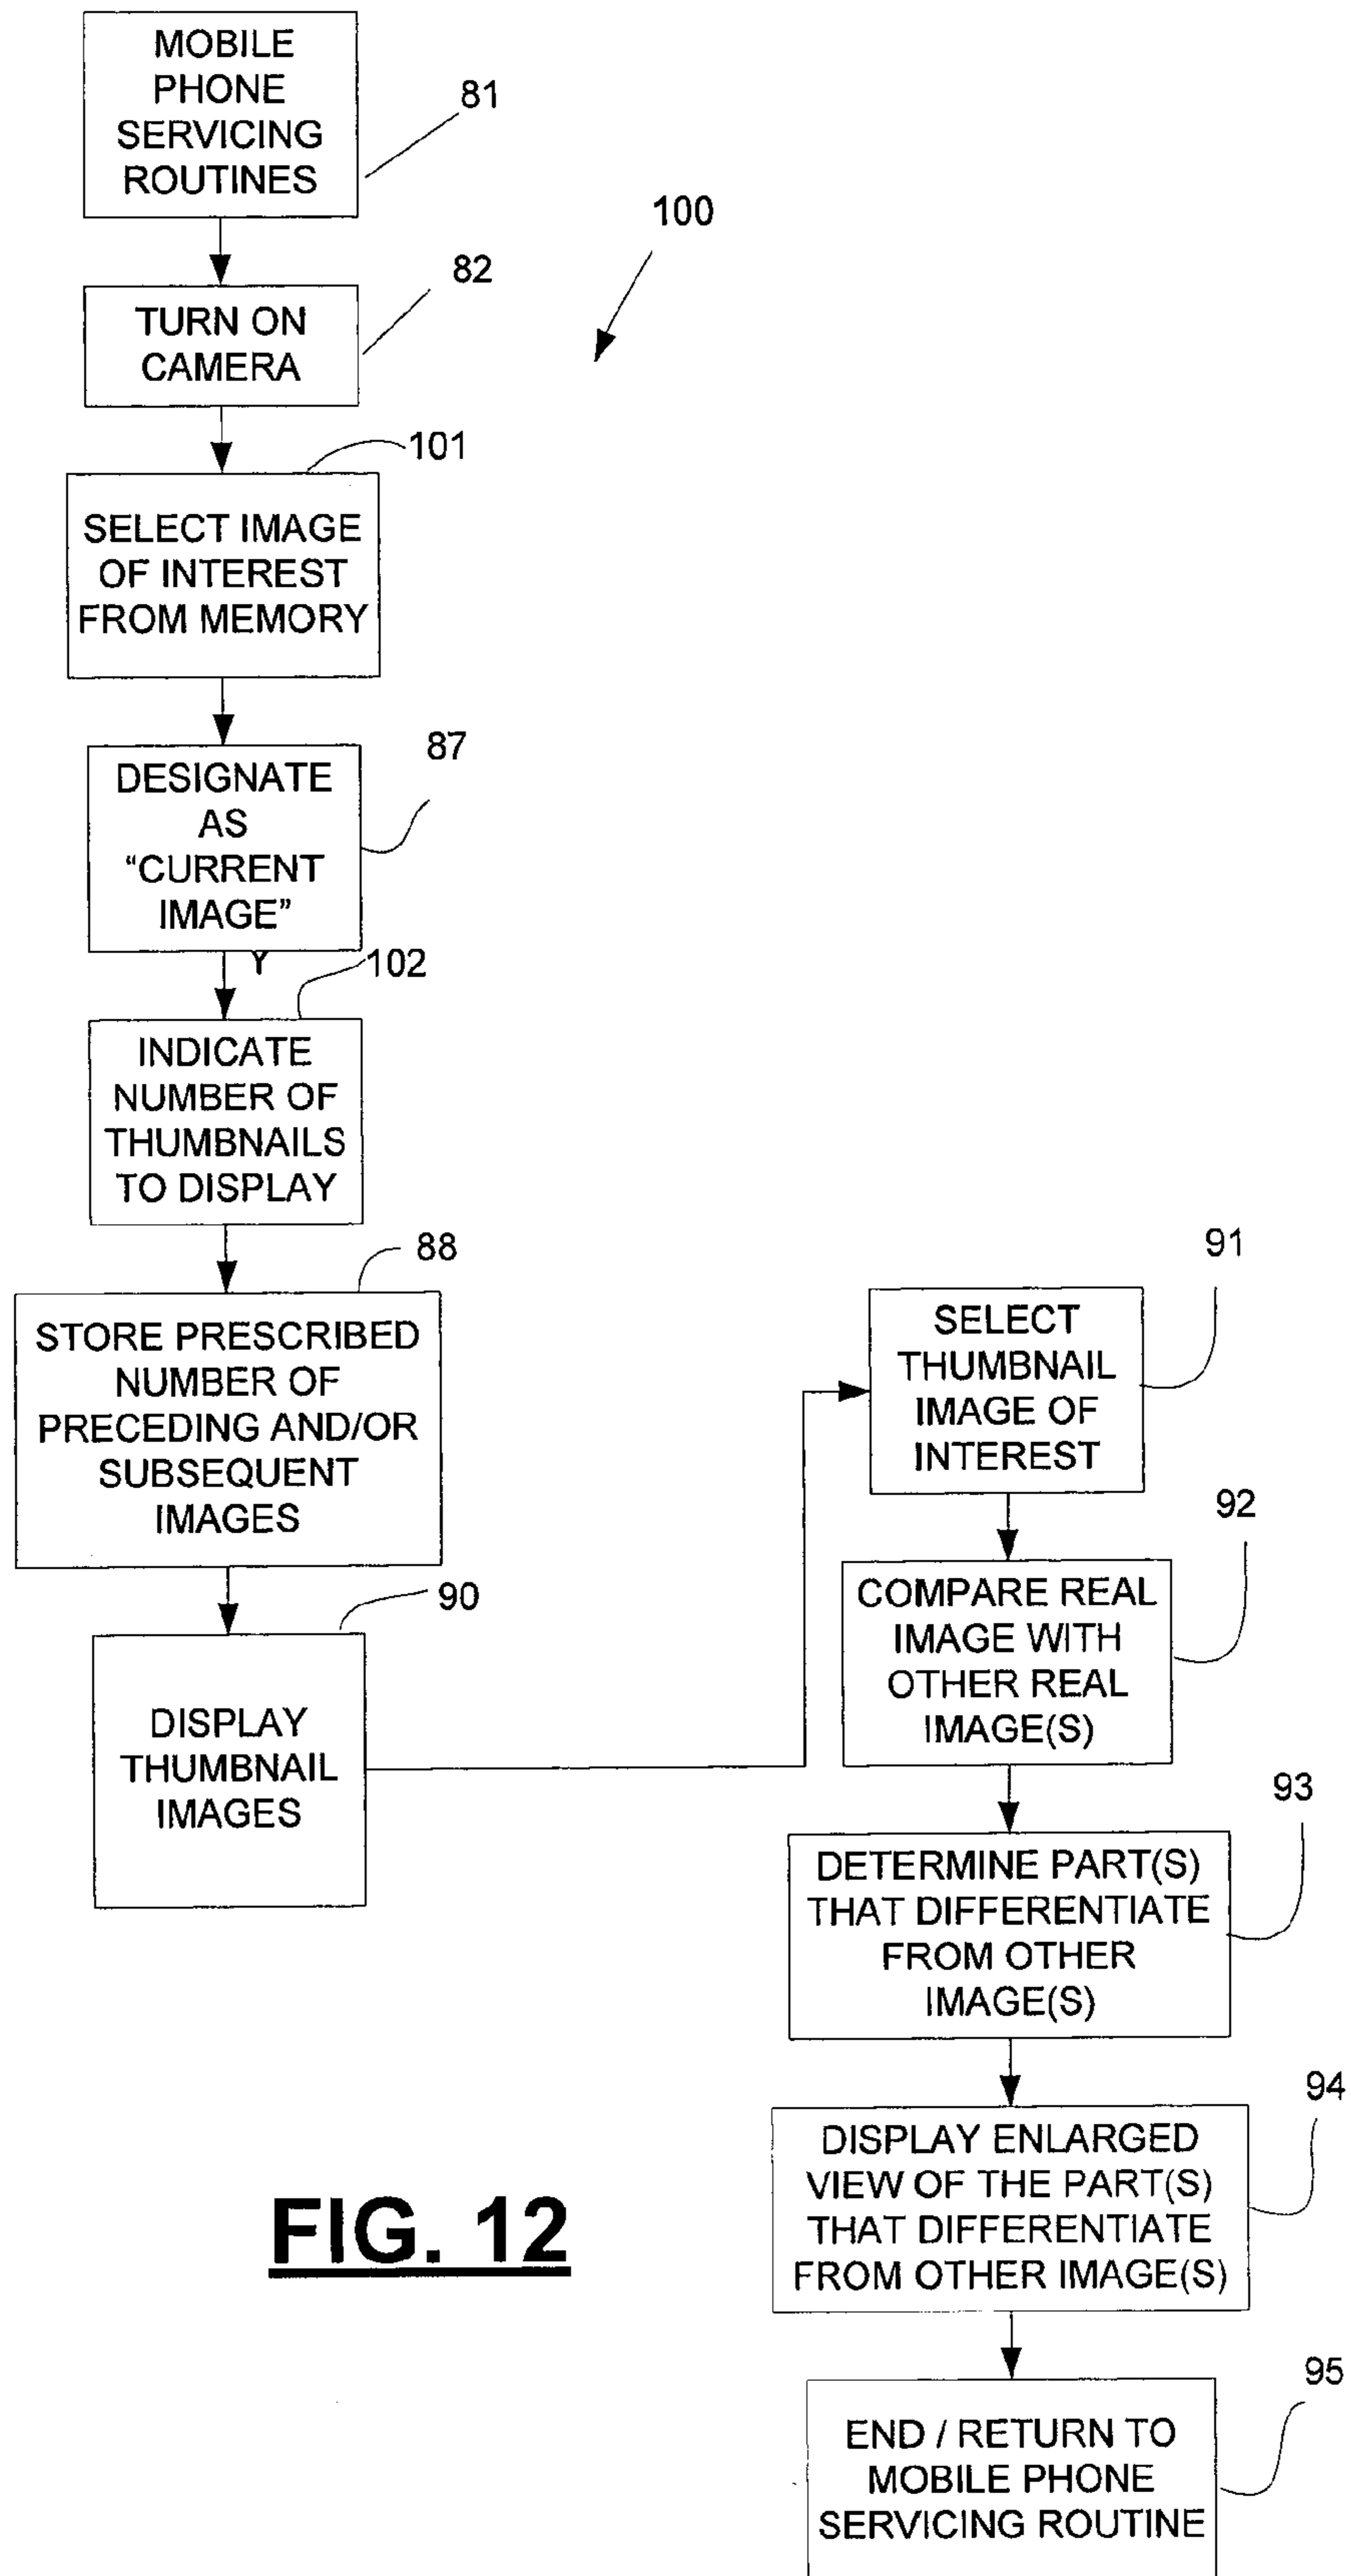 MOBILE
PHONE
SERVICING
ROUTINES
81
100
TURN ON
CAMERA
82
101
SELECT IMAGE
OF INTEREST
FROM MEMORY
DESIGNATE
AS
“CURRENT
IMAGE”
87
Y
102
INDICATE
NUMBER OF
THUMBNAILS
TO DISPLAY
88
STORE PRESCRIBED
NUMBER OF
PRECEDING AND/OR
SUBSEQUENT
IMAGES
90
DISPLAY
THUMBNAIL
IMAGES
91
SELECT
THUMBNAIL
IMAGE OF
INTEREST
92
COMPARE REAL
IMAGE WITH
OTHER REAL
IMAGE(S)
93
DETERMINE PART(S)
THAT DIFFERENTIATE
FROM OTHER
IMAGE(S)
94
DISPLAY ENLARGED
VIEW OF THE PART(S)
THAT DIFFERENTIATE
FROM OTHER IMAGE(S)
95
END / RETURN TO
MOBILE PHONE
SERVICING ROUTINE
FIG. 12